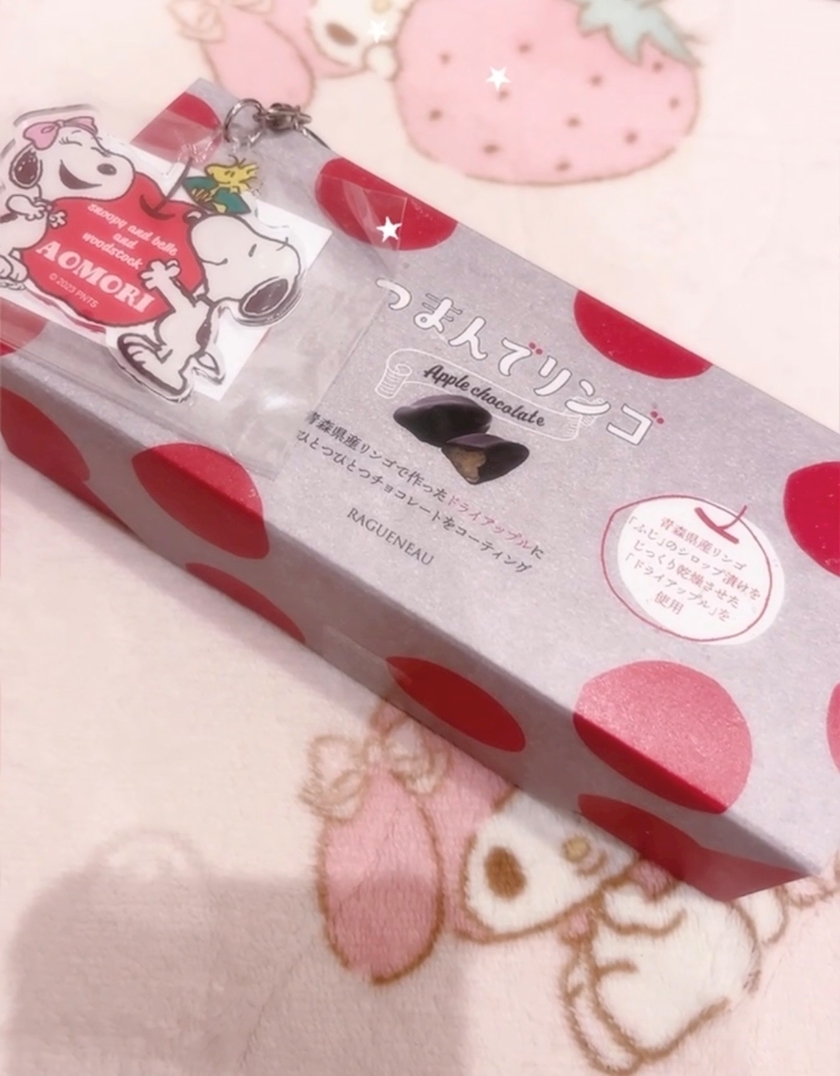 snoopy and belle
and
woodstock
AOMORI
© 2023 PNTS
つまんでリンゴ
Apple chocolate
青森県産リンゴで作ったドライアップルに
ひとつひとつチョコレートをコーティング
RAGUENEAU
青森県産リンゴ
「ふじ」のシロップ漬けを
じっくり乾燥させた
「ドライアップル」を
使用